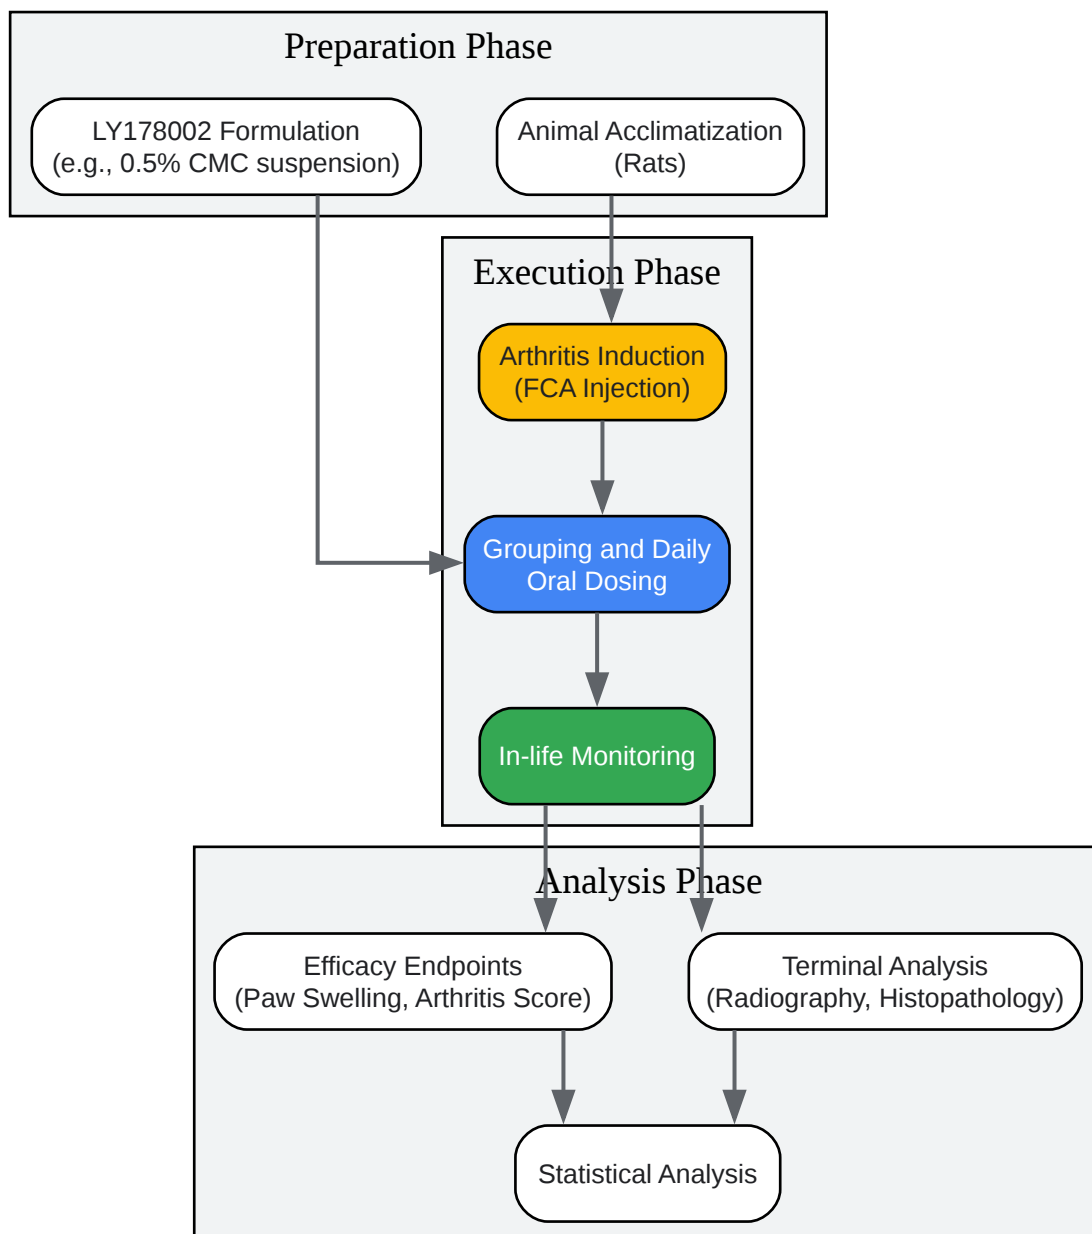 Preparation Phase
LY178002 Formulation
(e.g., 0.5% CMC suspension)
Animal Acclimatization
(Rats)
Execution Phase
Arthritis Induction
(FCA Injection)
Grouping and Daily
Oral Dosing
In-life Monitoring
Analysis Phase
Efficacy Endpoints
(Paw Swelling, Arthritis Score)
Terminal Analysis
(Radiography, Histopathology)
Statistical Analysis